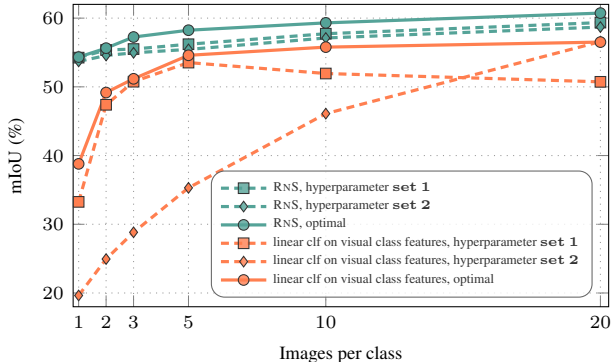 60
50
40
30
20
mIoU (%)
RNS, hyperparameter set 1
RNS, hyperparameter set 2
RNS, optimal
linear clf on visual class features, hyperparameter set 1
linear clf on visual class features, hyperparameter set 2
linear clf on visual class features, optimal
1 2 3 5 10 20
Images per class